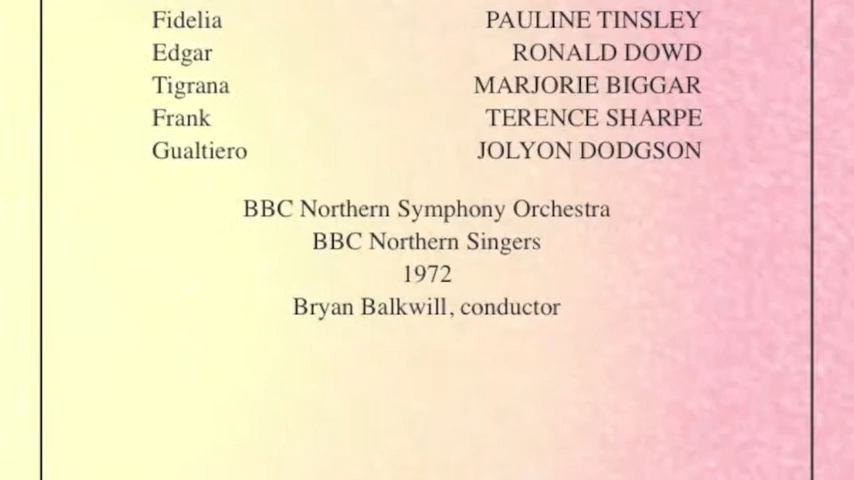 Fidelia PAULINE TINSLEY
Edgar RONALD DOWD
Tigrana MARJORIE BIGGAR
Frank TERENCE SHARPE
Gualtiero JOLYON DODGSON
BBC Northern Symphony Orchestra
BBC Northern Singers
1972
Bryan Balkwill, conductor